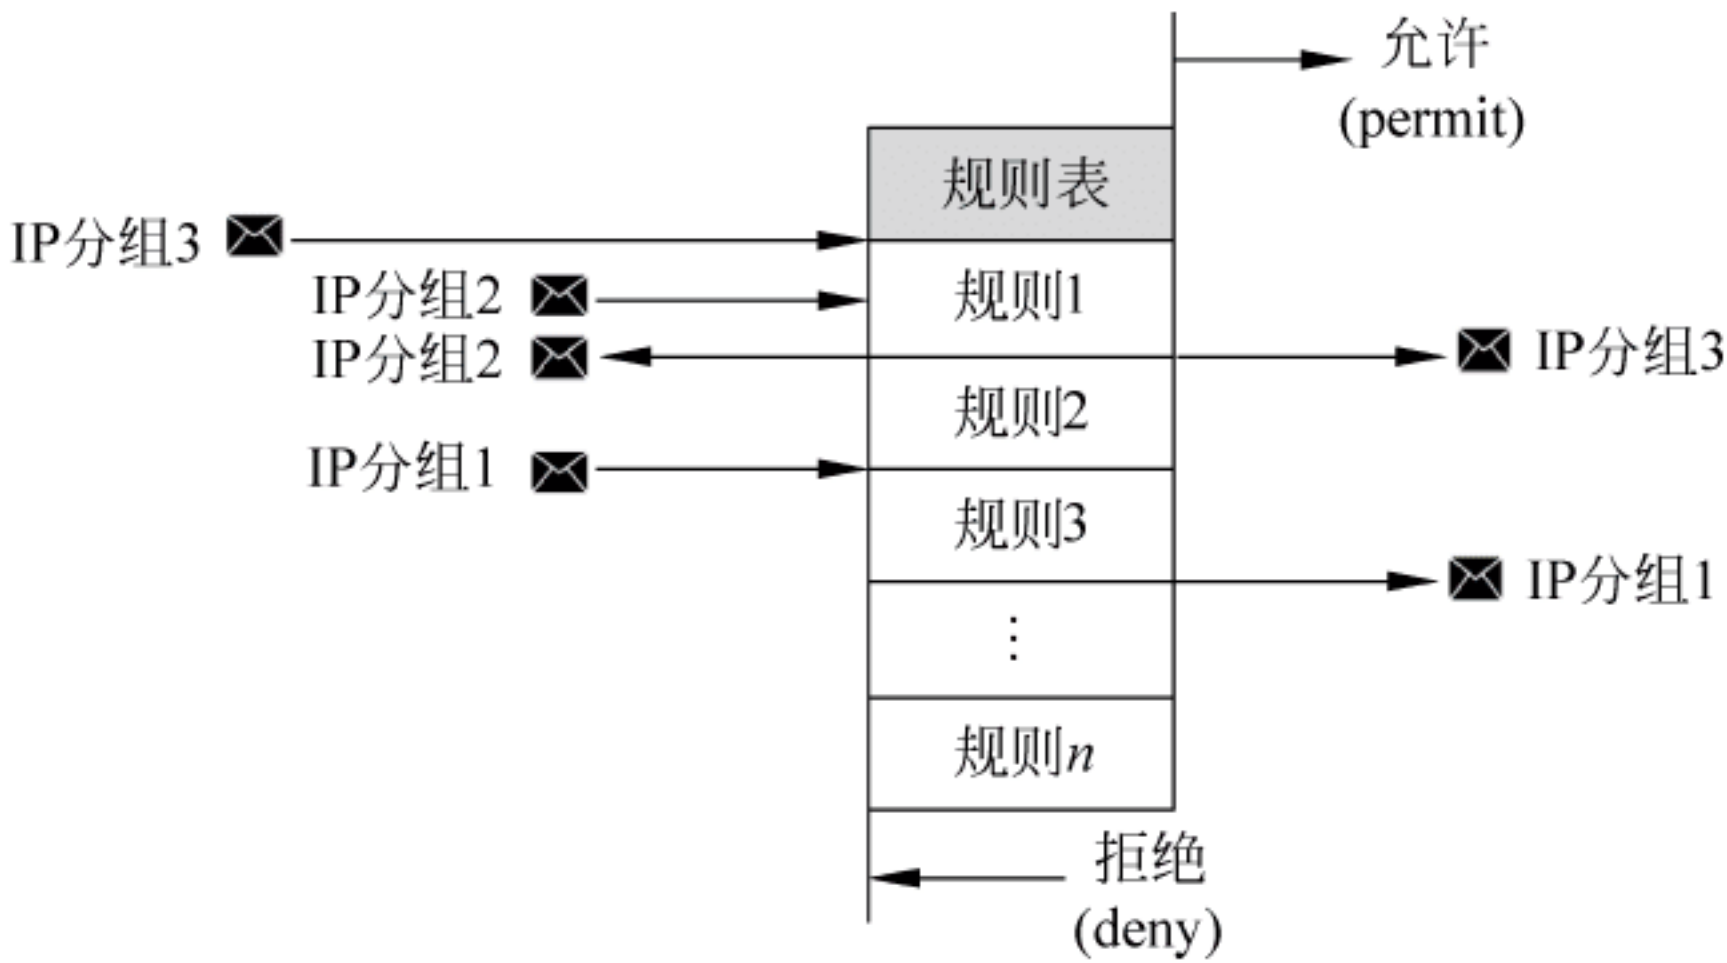 允许
(permit)
规则表
IP分组3
IP分组2
规则1
IP分组2
IP分组3
规则2
IP分组1
规则3
IP分组1
⋮
规则n
拒绝
(deny)